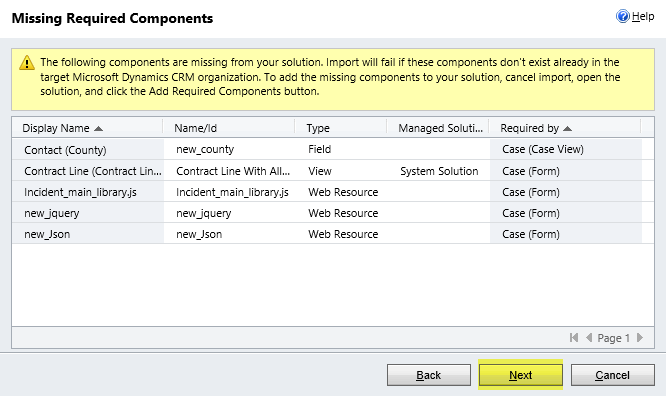 Missing Required Components
Help
The following components are missing from your solution. Import will fail if these components don't exist already in the
target Microsoft Dynamics CRM organization. To add the missing components to your solution, cancel import, open the
solution, and click the Add Required Components button.
Display Name Name/Id Type Managed Soluti... Required by
Contact (County) new_county Field Case (Case View)
Contract Line (Contract Lin... Contract Line With All... View System Solution Case (Form)
Incident_main_library.js Incident_main_library.js Web Resource Case (Form)
new_jquery new_jquery Web Resource Case (Form)
new_Json new_Json Web Resource Case (Form)
Page 1
Back Next Cancel